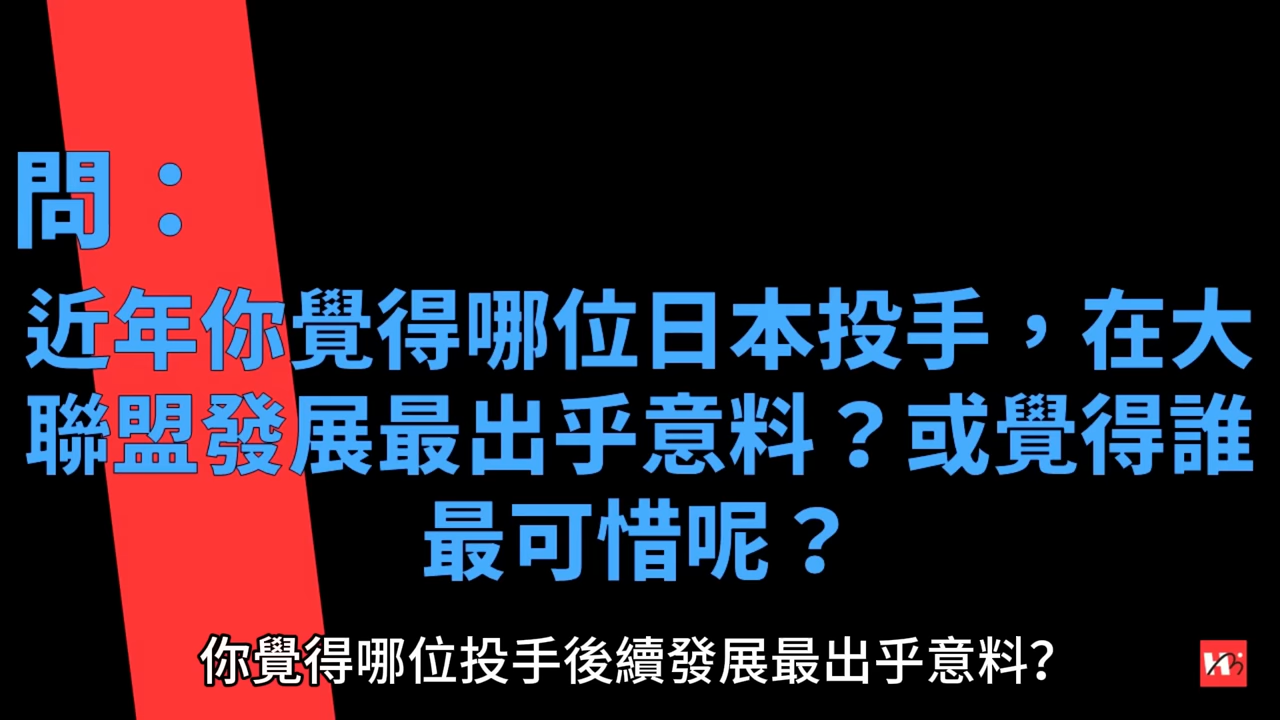 問：
近年你覺得哪位日本投手，在大
聯盟發展最出乎意料？或覺得誰
最可惜呢？
你覺得哪位投手後續發展最出乎意料？